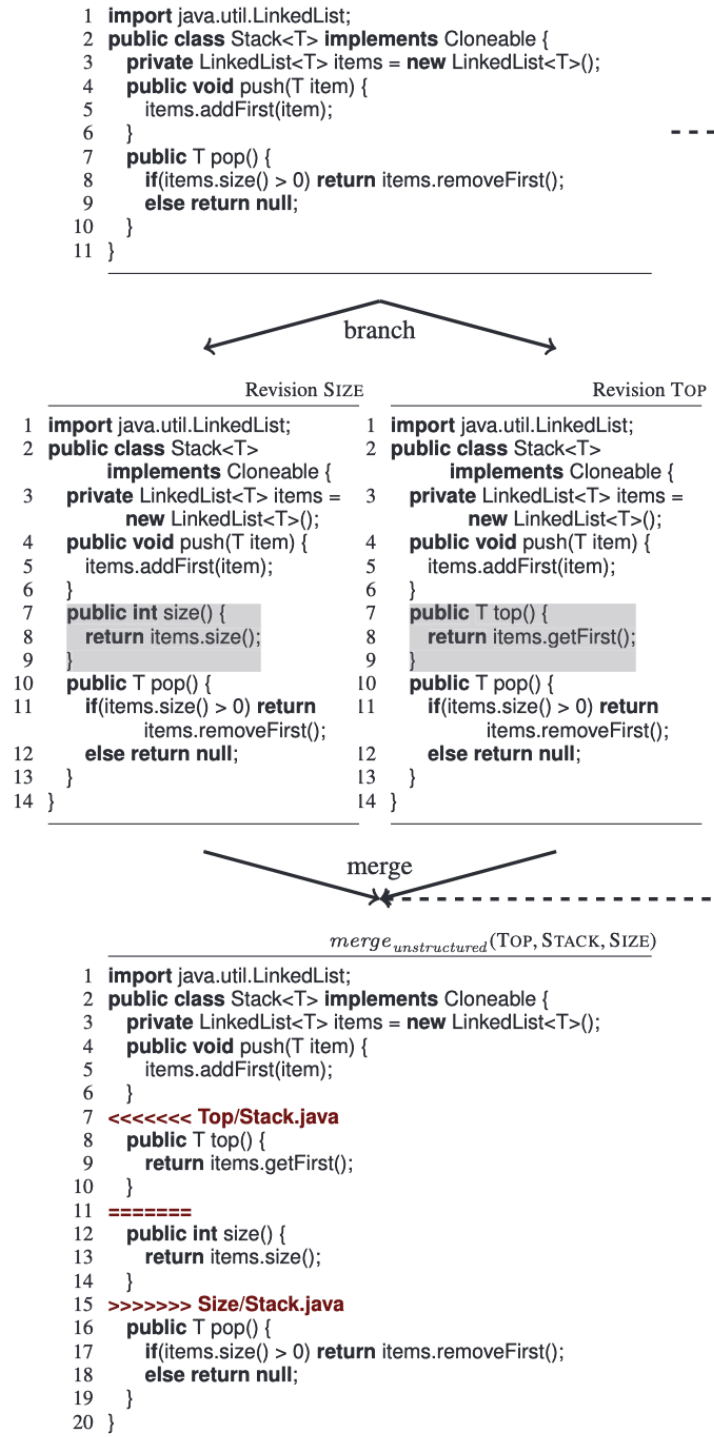 1 import java.util.LinkedList;
2 public class Stack<T> implements Cloneable {
3 private LinkedList<T> items = new LinkedList<T>();
4 public void push(T item) {
5 items.addFirst(item);
6 }
7 public T pop() {
8 if(items.size() > 0) return items.removeFirst();
9 else return null;
10 }
11 }
branch
Revision SIZE
1 import java.util.LinkedList;
2 public class Stack<T>
implements Cloneable {
3 private LinkedList<T> items =
new LinkedList<T>();
4 public void push(T item) {
5 items.addFirst(item);
6 }
7 public int size() {
8 return items.size();
9 }
10 public T pop() {
11 if(items.size() > 0) return
items.removeFirst();
12 else return null;
13 }
14 }
Revision TOP
1 import java.util.LinkedList;
2 public class Stack<T>
implements Cloneable {
3 private LinkedList<T> items =
new LinkedList<T>();
4 public void push(T item) {
5 items.addFirst(item);
6 }
7 public T top() {
8 return items.getFirst();
9 }
10 public T pop() {
11 if(items.size() > 0) return
items.removeFirst();
12 else return null;
13 }
14 }
merge
merge unstructured(TOP, STACK, SIZE)
1 import java.util.LinkedList;
2 public class Stack<T> implements Cloneable {
3 private LinkedList<T> items = new LinkedList<T>();
4 public void push(T item) {
5 items.addFirst(item);
6 }
7 <<<<<<< Top/Stack.java
8 public T top() {
9 return items.getFirst();
10 }
11 =======
12 public int size() {
13 return items.size();
14 }
15 >>>>>>> Size/Stack.java
16 public T pop() {
17 if(items.size() > 0) return items.removeFirst();
18 else return null;
19 }
20 }